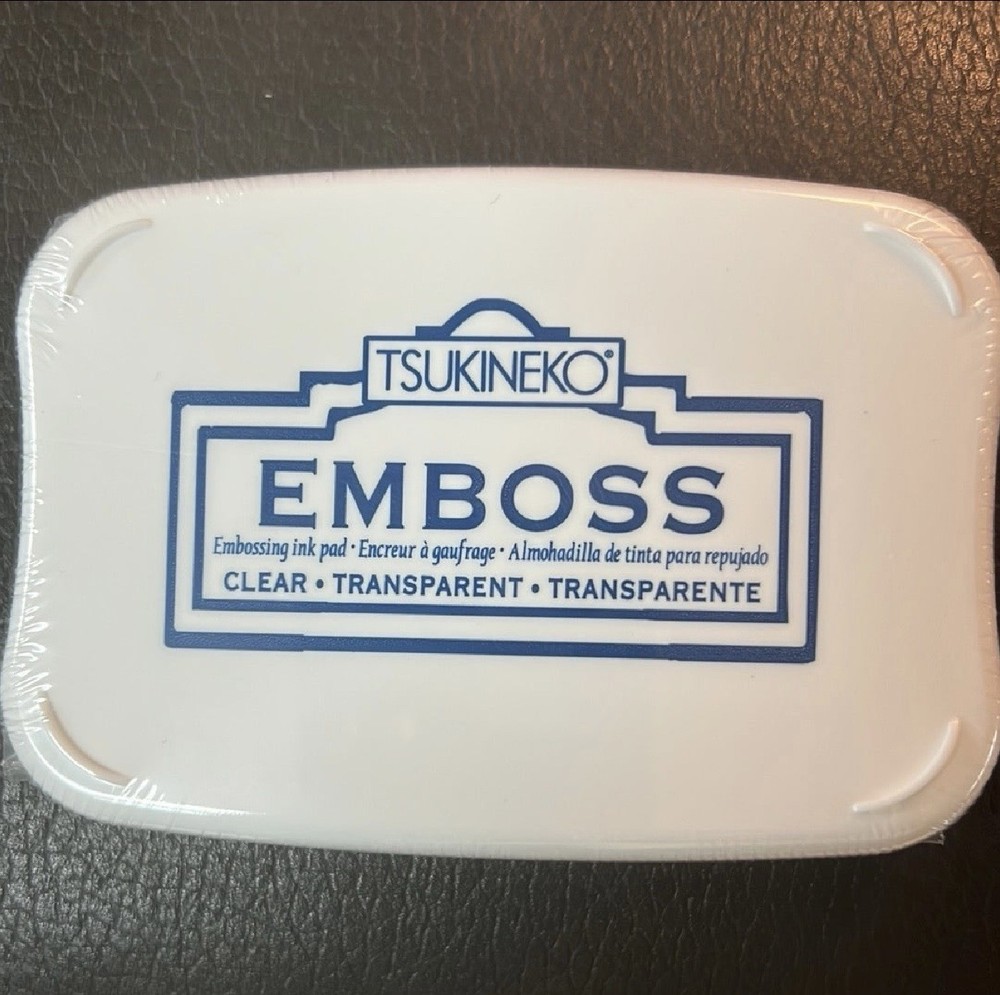 TSUKINEKO®
EMBOSS
Embossing ink pad · Encreur à gaufrage · Almohadilla de tinta para repujado
CLEAR • TRANSPARENT • TRANSPARENTE